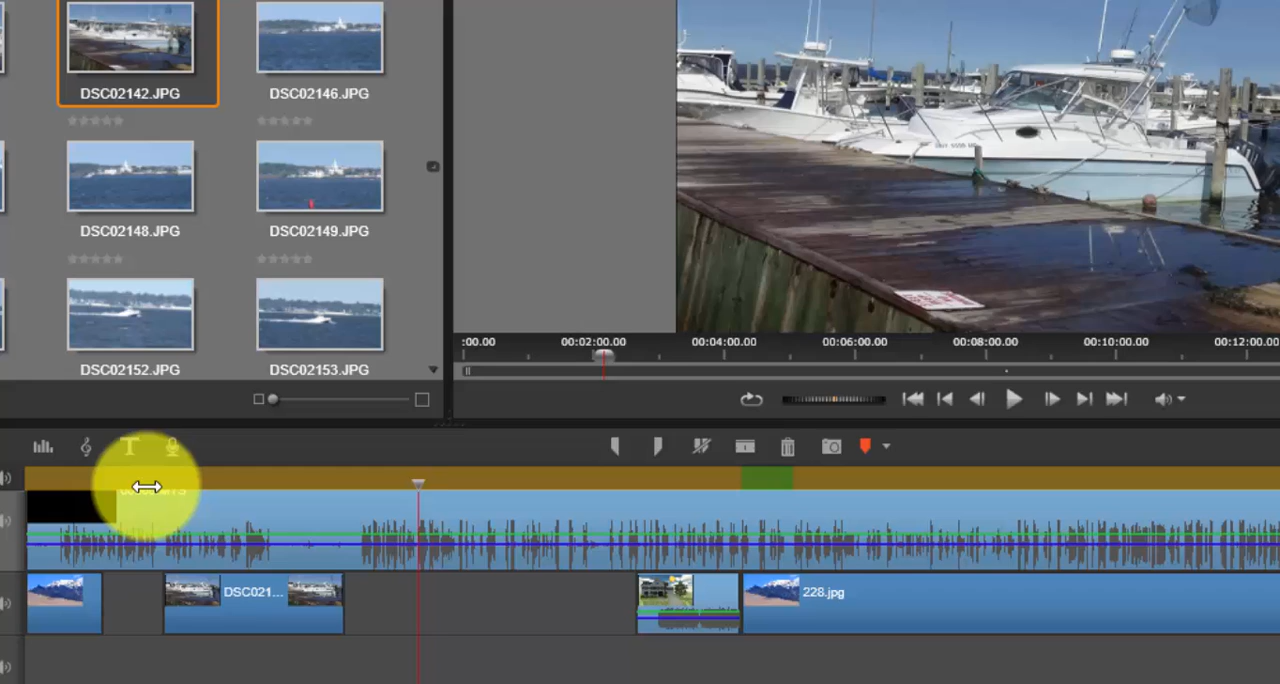 DSC02142.JPG
DSC02146.JPG
DSC02148.JPG
DSC02149.JPG
DSC02152.JPG
DSC02153.JPG
:00.00
00:02:00.00
00:04:00.00
00:06:00.00
00:08:00.00
00:10:00.00
00:12:00.00
T
DSC021...
228.jpg